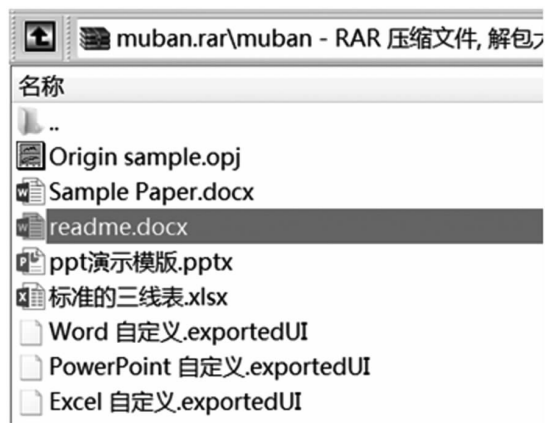 muban.rar\muban - RAR 压缩文件, 解包
名称
..
Origin sample.opj
Sample Paper.docx
readme.docx
ppt演示模版.pptx
标准的三线表.xlsx
Word 自定义.exportedUI
PowerPoint 自定义.exportedUI
Excel 自定义.exportedUI